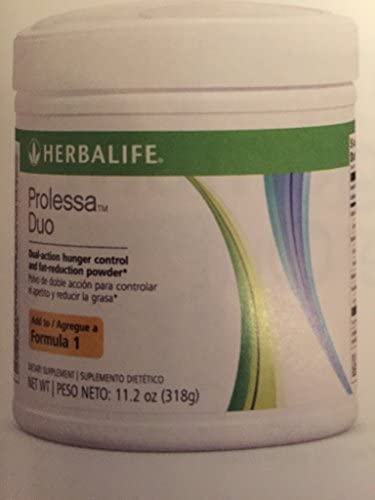 HERBALIFE®
Prolessa™
Duo
Dual-action hunger control
and fat-reduction powder*
Polvo de doble acción para controlar
el apetito y reducir la grasa*
Add to / Agregue a
Formula 1
DIETARY SUPPLEMENT | SUPLEMENTO DIETÉTICO
NET WT | PESO NETO: 11.2 oz (318g)